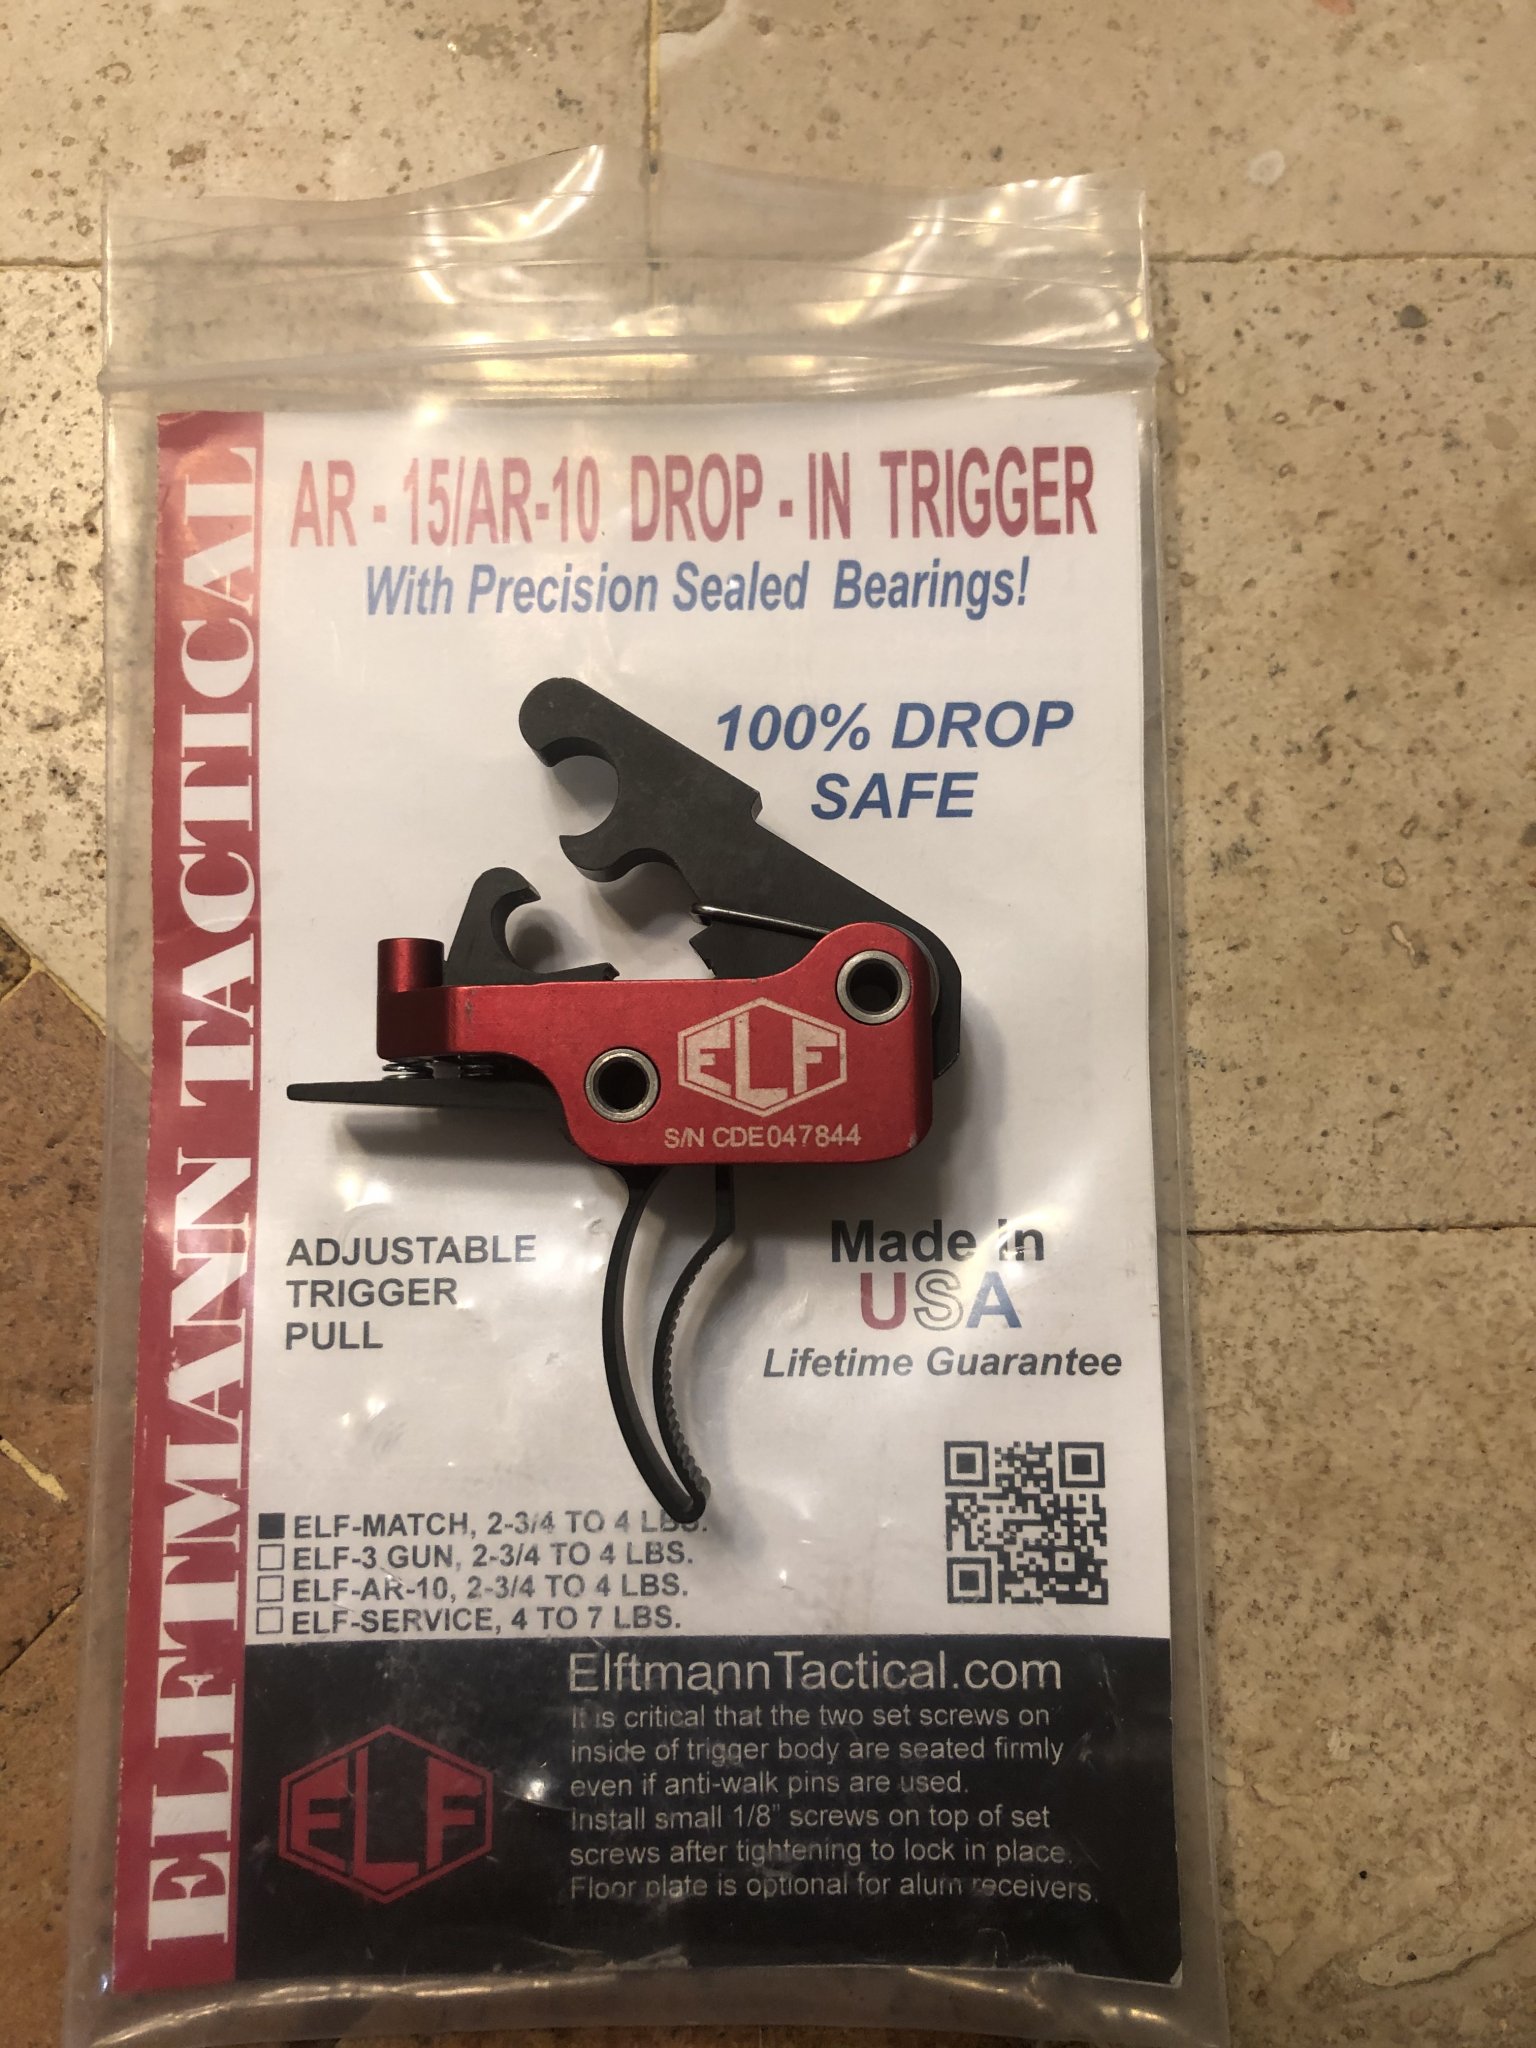 ELFTMANN TACTICAL
AR - 15/AR-10 DROP - IN TRIGGER
With Precision Sealed Bearings!
100% DROP
SAFE
ELF
S/N CDE047844
ADJUSTABLE
TRIGGER
PULL
Made in
USA
Lifetime Guarantee
ELF-MATCH, 2-3/4 TO 4 LBS.
ELF-3 GUN, 2-3/4 TO 4 LBS.
ELF-AR-10, 2-3/4 TO 4 LBS.
ELF-SERVICE, 4 TO 7 LBS.
ElftmannTactical.com
It is critical that the two set screws on
inside of trigger body are seated firmly
even if anti-walk pins are used.
Install small 1/8" screws on top of set
screws after tightening to lock in place.
Floor plate is optional for alum receivers.
ELF